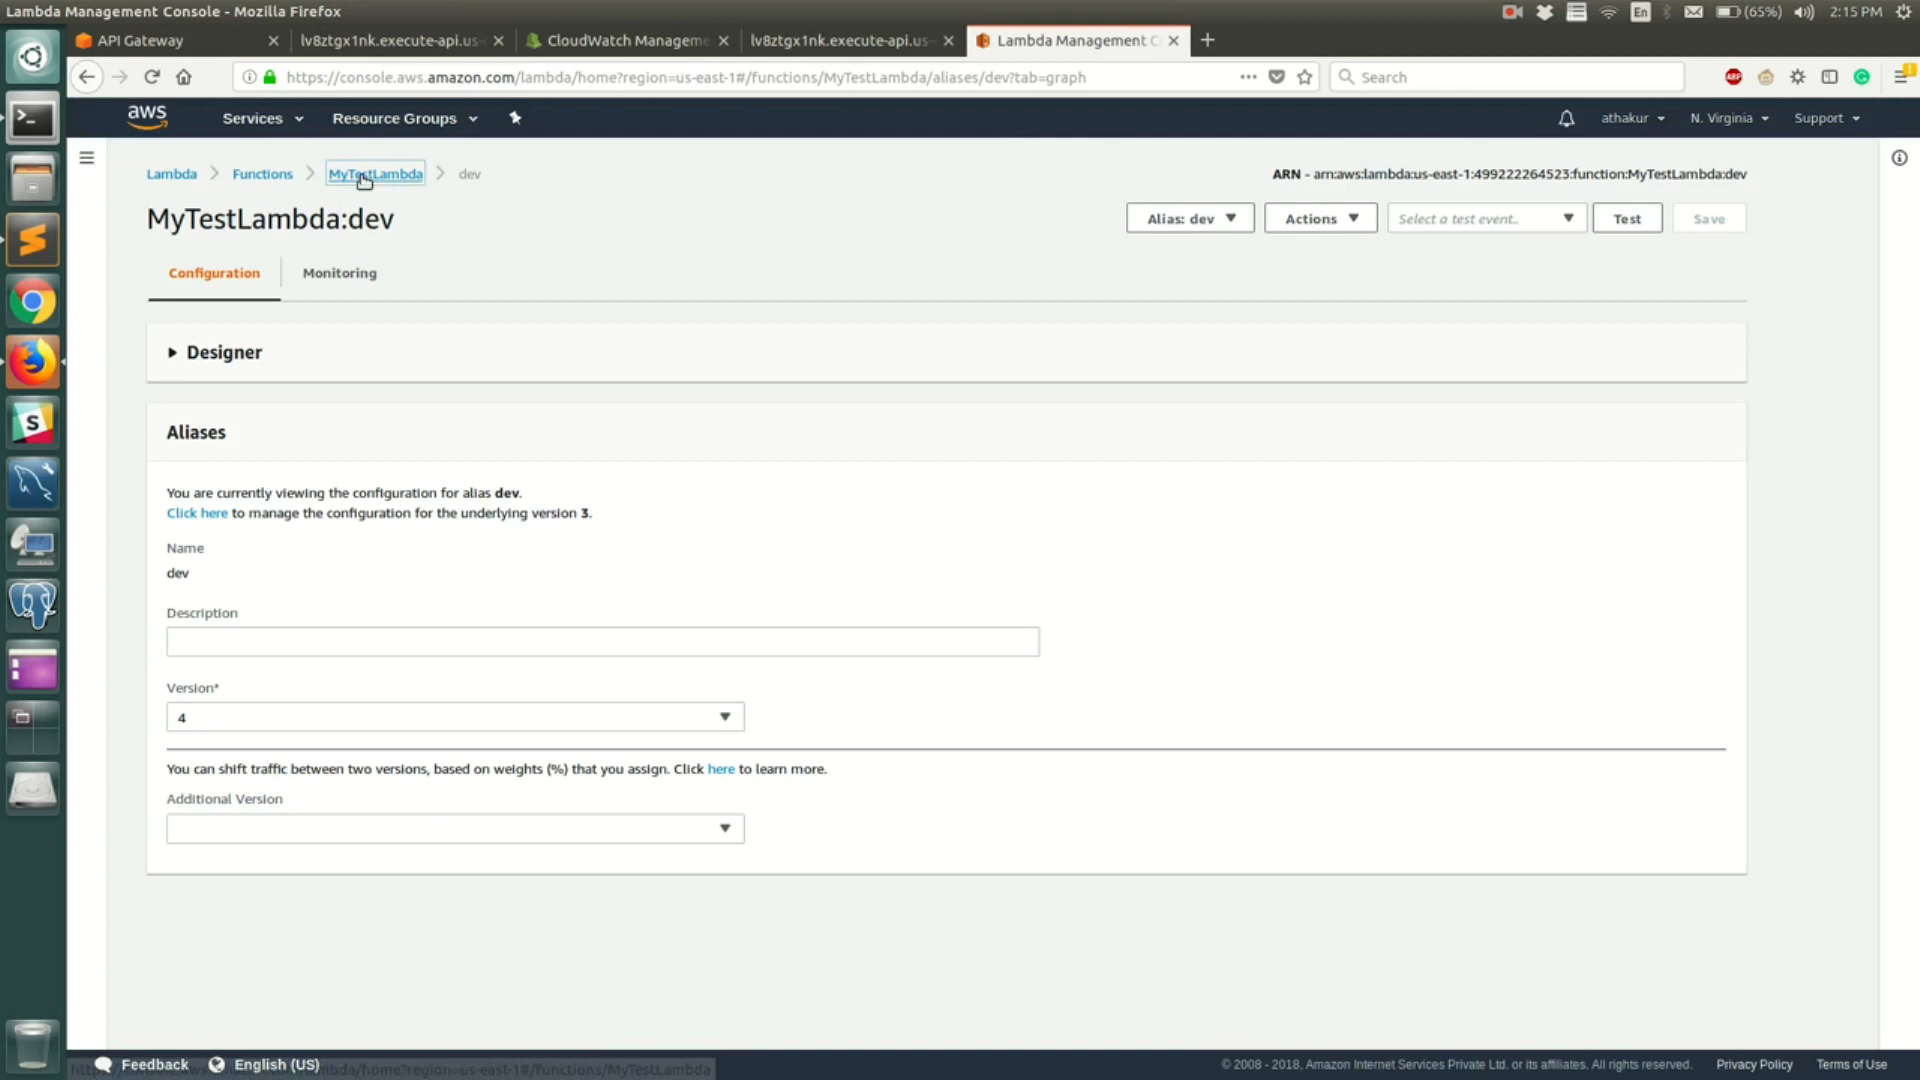 Lambda Management Console - Mozilla Firefox
En
(65%)
2:15 PM
API Gateway
lv8ztgx1nk.execute-api.us-
CloudWatch Manageme
lv8ztgx1nk.execute-api.us-
Lambda Management C
https://console.aws.amazon.com/lambda/home?region=us-east-1#/functions/MyTestLambda/aliases/dev?tab=graph
Search
ABP
aws
Services
Resource Groups
athakur
N. Virginia
Support
Lambda
Functions
MyTestLambda
dev
ARN - arn:aws:lambda:us-east-1:499222264523:function:MyTestLambda:dev
MyTestLambda:dev
Alias: dev
Actions
Select a test event..
Test
Save
Configuration
Monitoring
Designer
Aliases
You are currently viewing the configuration for alias dev.
Click here to manage the configuration for the underlying version 3.
Name
dev
Description
Version*
4
You can shift traffic between two versions, based on weights (%) that you assign. Click here to learn more.
Additional Version
Feedback
English (US)
© 2008 - 2018, Amazon Internet Services Private Ltd. or its affiliates. All rights reserved.
Privacy Policy
Terms of Use